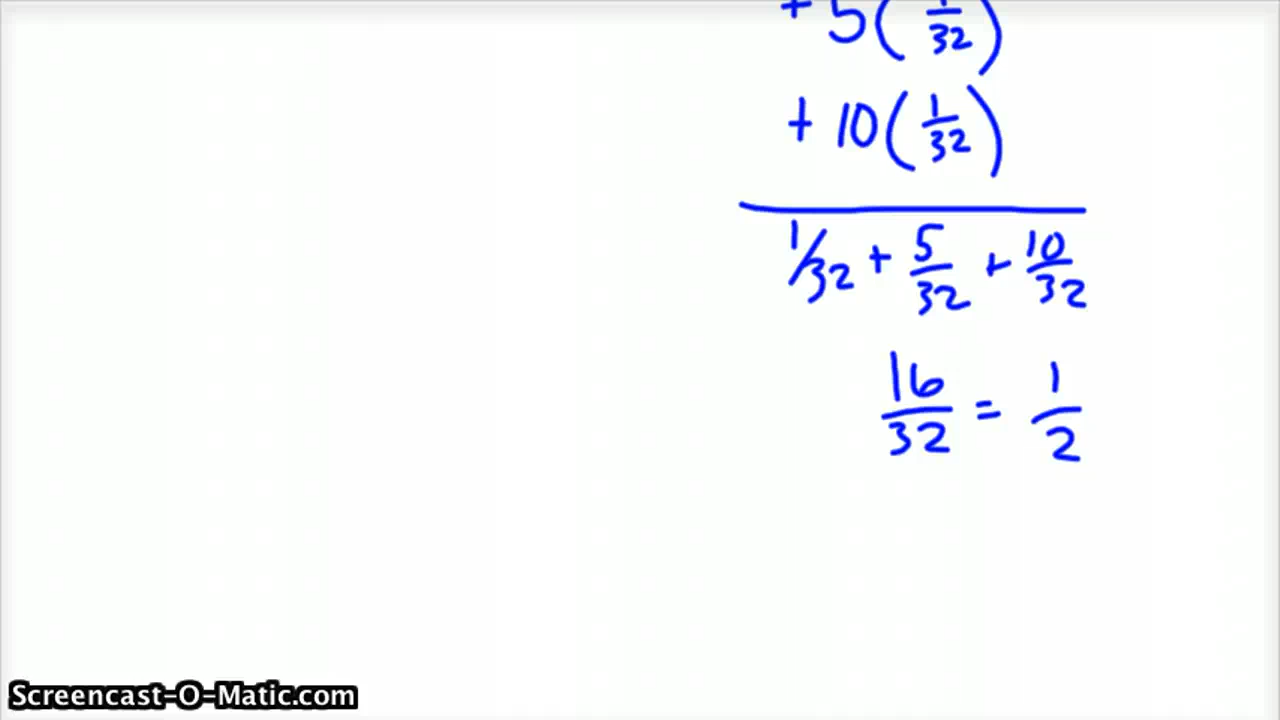 + 5 ( 1/32 )
+ 10 ( 1/32 )
1/32 + 5/32 + 10/32
16/32 = 1/2
Screencast-O-Matic.com